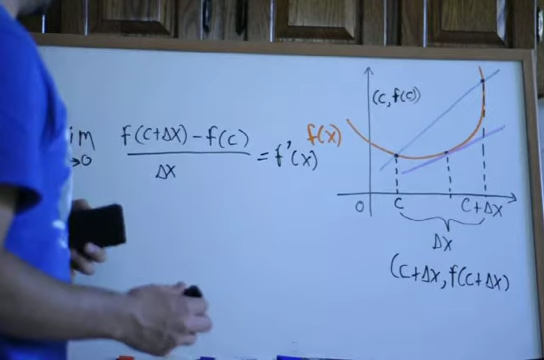 im f(c+Δx)-f(c)
→0 Δx
= f'(x)
f(x)
(c, f(c))
0 c c+Δx
Δx
(c+Δx, f(c+Δx)